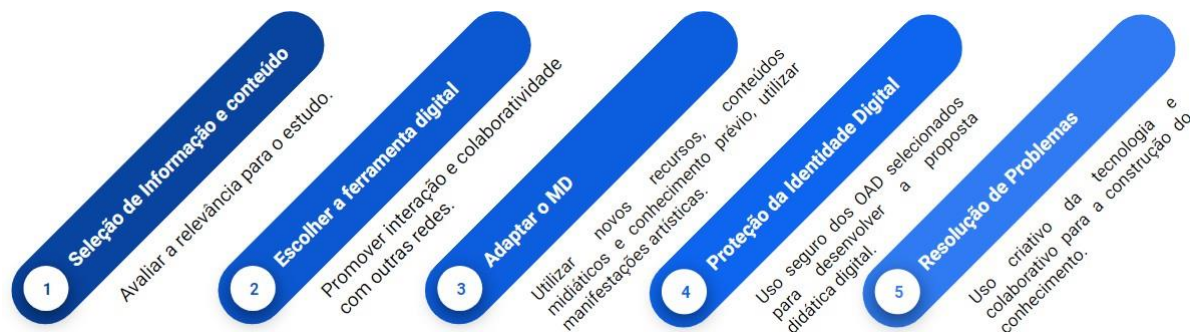 1
Seleção de Informação e conteúdo
Avaliar a relevância para o estudo.
2
Escolher a ferramenta digital
Promover interação e colaboratividade
com outras redes.
3
Adaptar o MD
Utilizar novos recursos, conteúdos
midiáticos e conhecimento prévio, utilizar
manifestações artísticas.
4
Proteção da Identidade Digital
Uso seguro dos OAD selecionados
para desenvolver a proposta
didática digital.
5
Resolução de Problemas
Uso criativo da tecnologia e
colaborativo para a construção do
conhecimento.